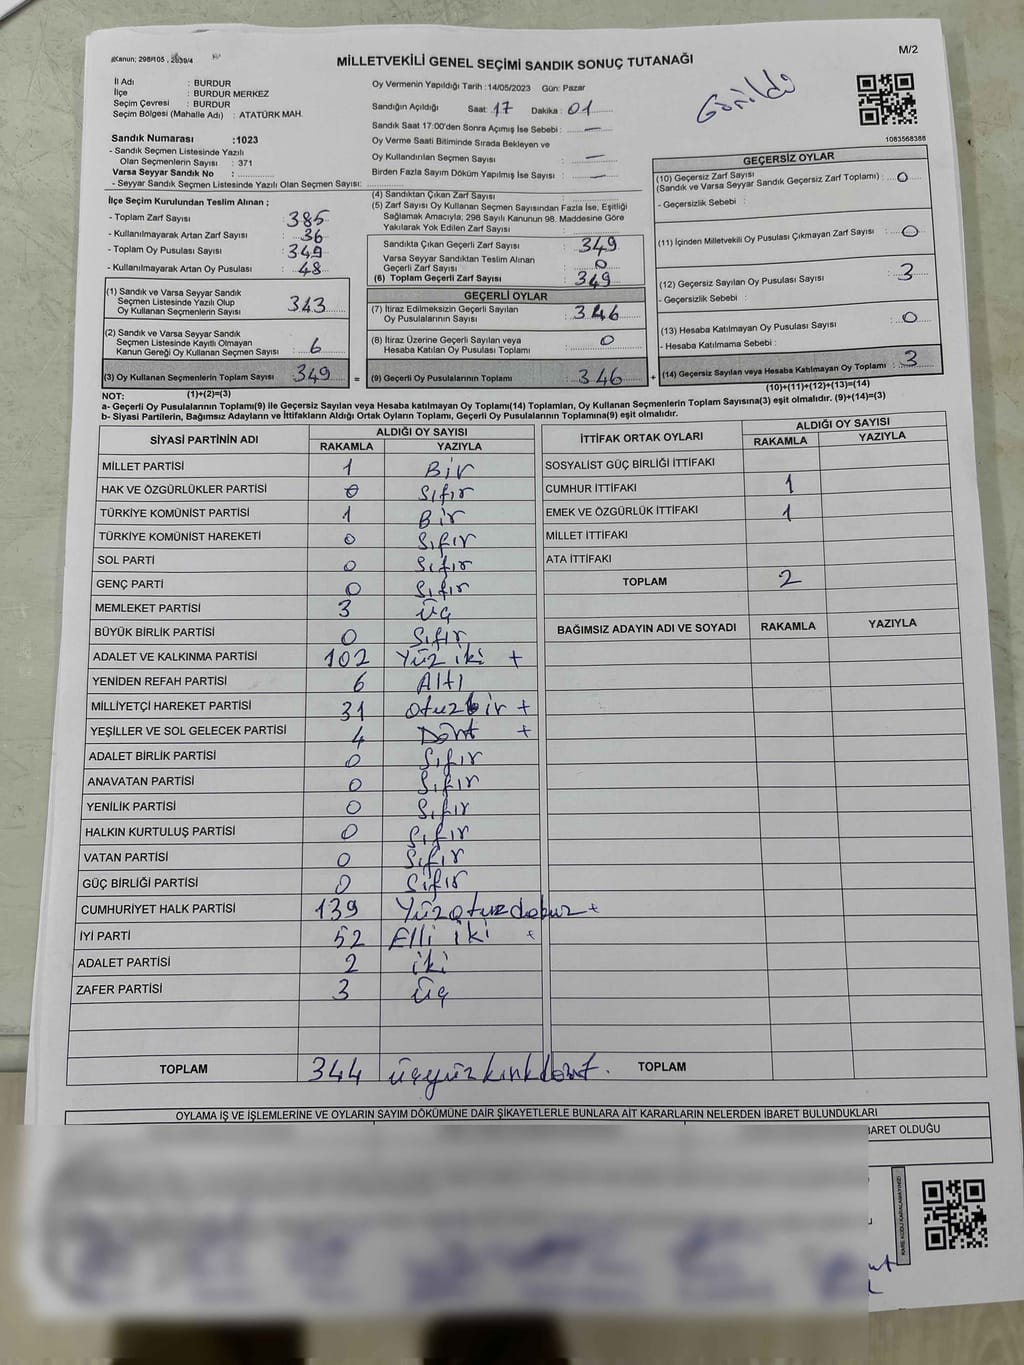 Kanun; 298/105 , 2839/4
MİLLETVEKİLİ GENEL SEÇİMİ SANDIK SONUÇ TUTANAĞI
M/2
İl Adı : BURDUR
İlçe : BURDUR MERKEZ
Seçim Çevresi : BURDUR
Seçim Bölgesi (Mahalle Adı) : ATATÜRK MAH.
Sandık Numarası :1023
- Sandık Seçmen Listesinde Yazılı
Olan Seçmenlerin Sayısı : 371
Varsa Seyyar Sandık No :
- Seyyar Sandık Seçmen Listesinde Yazılı Olan Seçmen Sayısı:
Oy Vermenin Yapıldığı Tarih :14/05/2023 Gün: Pazar
Sandığın Açıldığı Saat: 17 Dakika : 01
Sandık Saat 17:00'den Sonra Açımış İse Sebebi : —
Oy Verme Saati Bitiminde Sırada Bekleyen ve
Oy Kullandırılan Seçmen Sayısı : —
Birden Fazla Sayım Döküm Yapılmış İse Sayısı : —
Görüldü
1083568388
İlçe Seçim Kurulundan Teslim Alınan ;
- Toplam Zarf Sayısı : 385
- Kullanılmayarak Artan Zarf Sayısı : 36
- Toplam Oy Pusulası Sayısı : 349
- Kullanılmayarak Artan Oy Pusulası : 48
(1) Sandık ve Varsa Seyyar Sandık
Seçmen Listesinde Yazılı Olup
Oy Kullanan Seçmenlerin Sayısı : 343
(2) Sandık ve Varsa Seyyar Sandık
Seçmen Listesinde Kayıtlı Olmayan
Kanun Gereği Oy Kullanan Seçmen Sayısı : 6
(3) Oy Kullanan Seçmenlerin Toplam Sayısı : 349 =
(4) Sandıktan Çıkan Zarf Sayısı :
(5) Zarf Sayısı Oy Kullanan Seçmen Sayısından Fazla İse, Eşitliği
Sağlamak Amacıyla; 298 Sayılı Kanunun 98. Maddesine Göre
Yakılarak Yok Edilen Zarf Sayısı :
Sandıkta Çıkan Geçerli Zarf Sayısı : 349
Varsa Seyyar Sandıktan Teslim Alınan
Geçerli Zarf Sayısı : 0
(6) Toplam Geçerli Zarf Sayısı : 349
GEÇERLİ OYLAR
(7) İtiraz Edilmeksizin Geçerli Sayılan
Oy Pusulalarının Sayısı : 346
(8) İtiraz Üzerine Geçerli Sayılan veya
Hesaba Katılan Oy Pusulası Toplamı : 0
(9) Geçerli Oy Pusulalarının Toplamı : 346 +
GEÇERSİZ OYLAR
(10) Geçersiz Zarf Sayısı
(Sandık ve Varsa Seyyar Sandık Geçersiz Zarf Toplamı) : 0
- Geçersizlik Sebebi :
(11) İçinden Milletvekili Oy Pusulası Çıkmayan Zarf Sayısı : 0
(12) Geçersiz Sayılan Oy Pusulası Sayısı : 3
- Geçersizlik Sebebi :
(13) Hesaba Katılmayan Oy Pusulası Sayısı : 0
- Hesaba Katılmama Sebebi :
(14) Geçersiz Sayılan veya Hesaba Katılmayan Oy Toplamı : 3
NOT: (1)+(2)=(3)
(10)+(11)+(12)+(13)=(14)
a- Geçerli Oy Pusulalarının Toplamı(9) ile Geçersiz Sayılan veya Hesaba katılmayan Oy Toplamı(14) Toplamları, Oy Kullanan Seçmenlerin Toplam Sayısına(3) eşit olmalıdır. (9)+(14)=(3)
b- Siyasi Partilerin, Bağımsız Adayların ve İttifakların Aldığı Ortak Oyların Toplamı, Geçerli Oy Pusulalarının Toplamına(9) eşit olmalıdır.
SİYASİ PARTİNİN ADI ALDIĞI OY SAYISI
RAKAMLA YAZIYLA
MİLLET PARTİSİ 1 Bir
HAK VE ÖZGÜRLÜKLER PARTİSİ 0 Sıfır
TÜRKİYE KOMÜNİST PARTİSİ 1 Bir
TÜRKİYE KOMÜNİST HAREKETİ 0 Sıfır
SOL PARTİ 0 Sıfır
GENÇ PARTİ 0 Sıfır
MEMLEKET PARTİSİ 3 üç
BÜYÜK BİRLİK PARTİSİ 0 Sıfır
ADALET VE KALKINMA PARTİSİ 102 Yüz iki +
YENİDEN REFAH PARTİSİ 6 Altı
MİLLİYETÇİ HAREKET PARTİSİ 31 otuzbir +
YEŞİLLER VE SOL GELECEK PARTİSİ 4 Dört +
ADALET BİRLİK PARTİSİ 0 Sıfır
ANAVATAN PARTİSİ 0 Sıfır
YENİLİK PARTİSİ 0 Sıfır
HALKIN KURTULUŞ PARTİSİ 0 Sıfır
VATAN PARTİSİ 0 Sıfır
GÜÇ BİRLİĞİ PARTİSİ 0 Sıfır
CUMHURİYET HALK PARTİSİ 139 Yüzotuzdokuz +
İYİ PARTİ 52 Elli iki +
ADALET PARTİSİ 2 iki
ZAFER PARTİSİ 3 üç
TOPLAM 344 üçyüzkırkdört.
İTTİFAK ORTAK OYLARI ALDIĞI OY SAYISI
RAKAMLA YAZIYLA
SOSYALİST GÜÇ BİRLİĞİ İTTİFAKI
CUMHUR İTTİFAKI 1
EMEK VE ÖZGÜRLÜK İTTİFAKI 1
MİLLET İTTİFAKI
ATA İTTİFAKI
TOPLAM 2
BAĞIMSIZ ADAYIN ADI VE SOYADI RAKAMLA YAZIYLA
TOPLAM
OYLAMA İŞ VE İŞLEMLERİNE VE OYLARIN SAYIM DÖKÜMÜNE DAİR ŞİKAYETLERLE BUNLARA AİT KARARLARIN NELERDEN İBARET BULUNDUKLARI
BARET OLDUĞU
KARE KODU KARALAMAYINIZ!